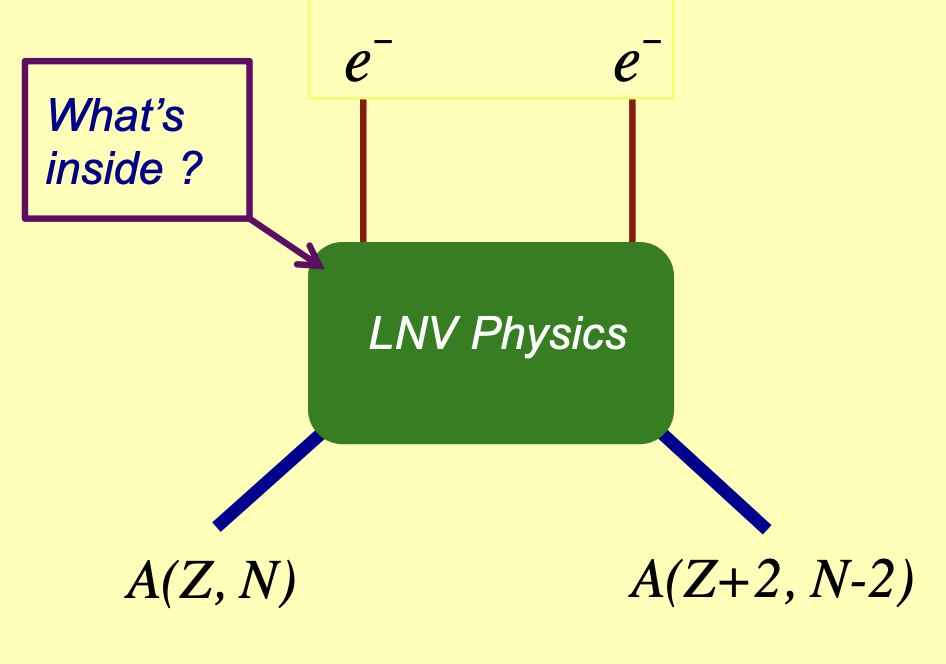 e⁻ e⁻
What's
inside ?
LNV Physics
A(Z, N) A(Z+2, N-2)